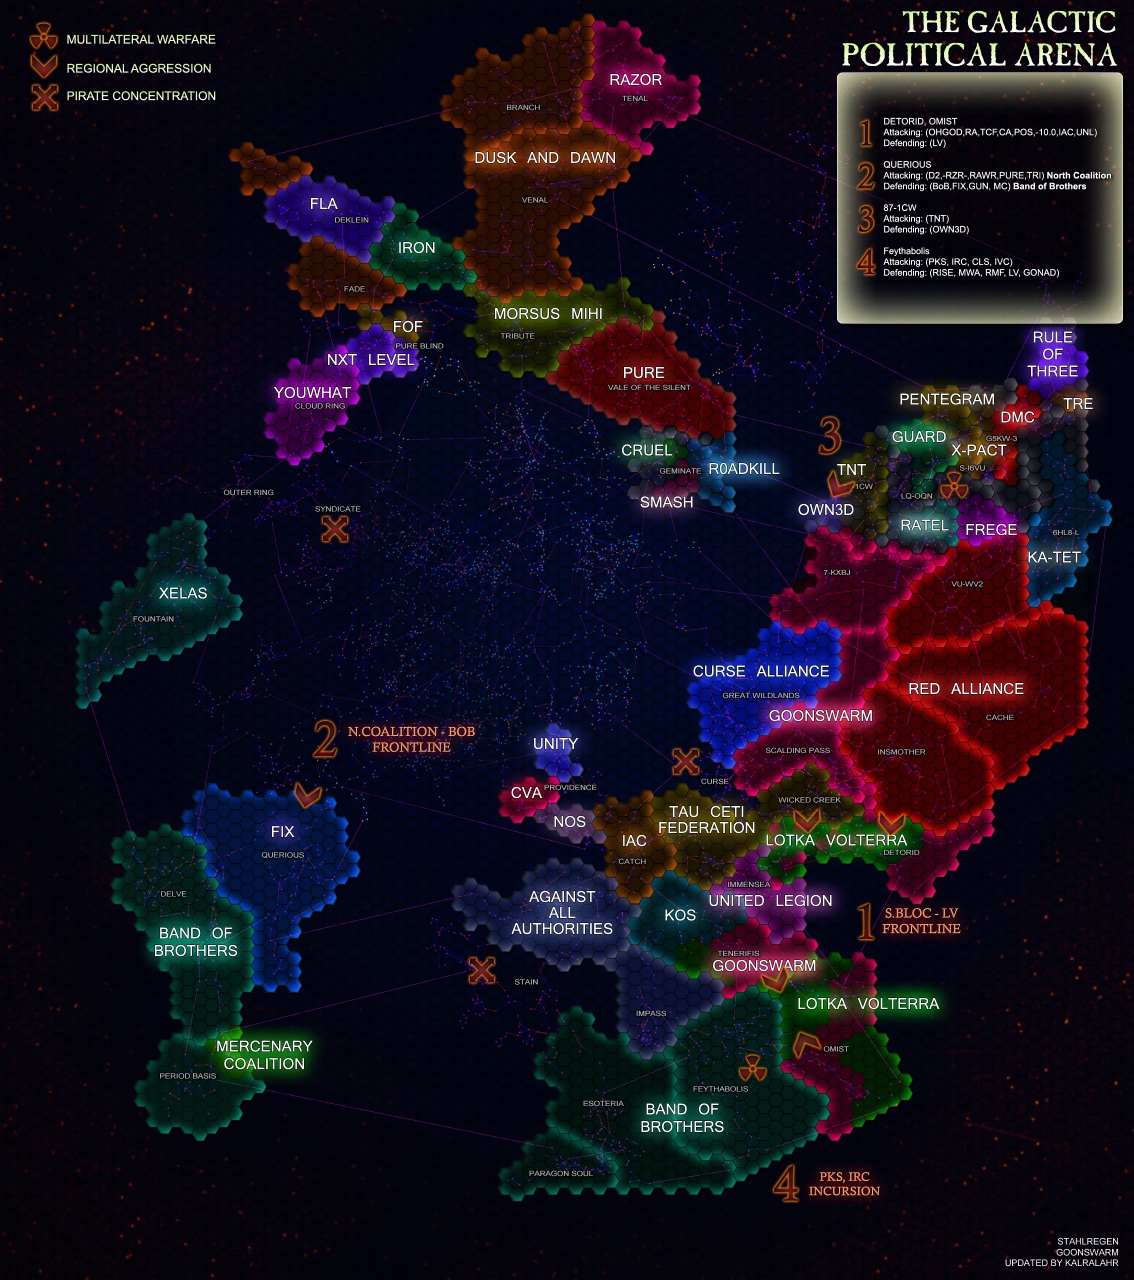 THE GALACTIC
POLITICAL ARENA
MULTILATERAL WARFARE
REGIONAL AGGRESSION
PIRATE CONCENTRATION
1
DETORID, OMIST
Attacking: (OHGOD,RA,TCF,CA,POS,-10.0,IAC,UNL)
Defending: (LV)
2
QUERIOUS
Attacking: (D2,-RZR-,RAWR,PURE,TRI) North Coalition
Defending: (BoB,FIX,GUN, MC) Band of Brothers
3
87-1CW
Attacking: (TNT)
Defending: (OWN3D)
4
Feythabolis
Attacking: (PKS, IRC, CLS, IVC)
Defending: (RISE, MWA, RMF, LV, GONAD)
RAZOR
TENAL
BRANCH
DUSK AND DAWN
VENAL
FLA
DEKLEIN
IRON
FADE
MORSUS MIHI
TRIBUTE
FOF
PURE BLIND
NXT LEVEL
YOUWHAT
CLOUD RING
PURE
VALE OF THE SILENT
RULE
OF
THREE
PENTEGRAM
TRE
DMC
GUARD
G5KW-3
X-PACT
S-I6VU
3
CRUEL
GEMINATE
R0ADKILL
SMASH
TNT
1CW
LQ-OQN
OWN3D
RATEL
FREGE
6HL8-L
KA-TET
OUTER RING
SYNDICATE
7-KXBJ
VU-WV2
XELAS
FOUNTAIN
CURSE ALLIANCE
GREAT WILDLANDS
RED ALLIANCE
CACHE
GOONSWARM
SCALDING PASS
INSMOTHER
2
N.COALITION - BOB
FRONTLINE
UNITY
PROVIDENCE
CVA
NOS
CURSE
WICKED CREEK
TAU CETI
FEDERATION
IAC
CATCH
LOTKA VOLTERRA
DETORID
FIX
QUERIOUS
DELVE
BAND OF
BROTHERS
AGAINST
ALL
AUTHORITIES
KOS
IMMENSEA
UNITED LEGION
1
S.BLOC - LV
FRONTLINE
TENERIFIS
GOONSWARM
STAIN
IMPASS
LOTKA VOLTERRA
OMIST
MERCENARY
COALITION
PERIOD BASIS
FEYTHABOLIS
ESOTERIA
BAND OF
BROTHERS
PARAGON SOUL
4
PKS, IRC
INCURSION
STAHLREGEN
GOONSWARM
UPDATED BY KALRALAHR